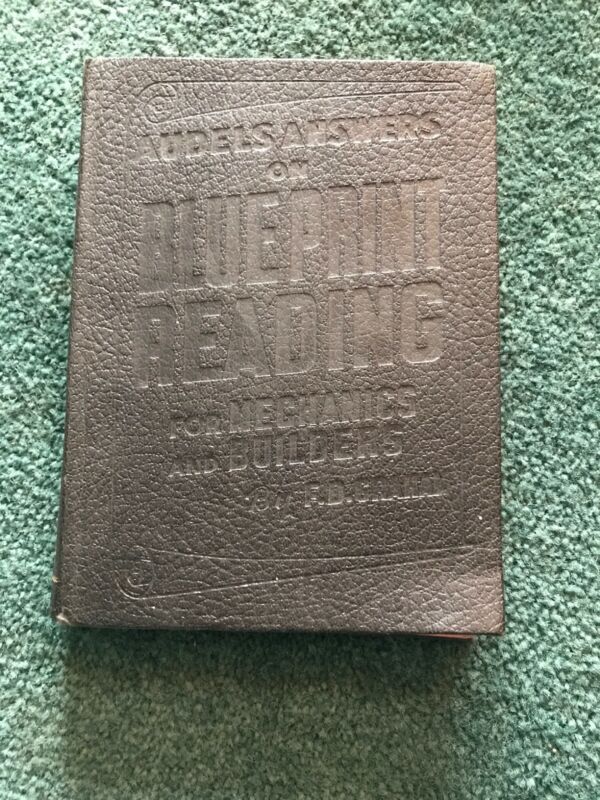 AUDELS ANSWERS
ON
BLUEPRINT
READING
FOR MECHANICS
AND BUILDERS
By F.D. GRAHAM